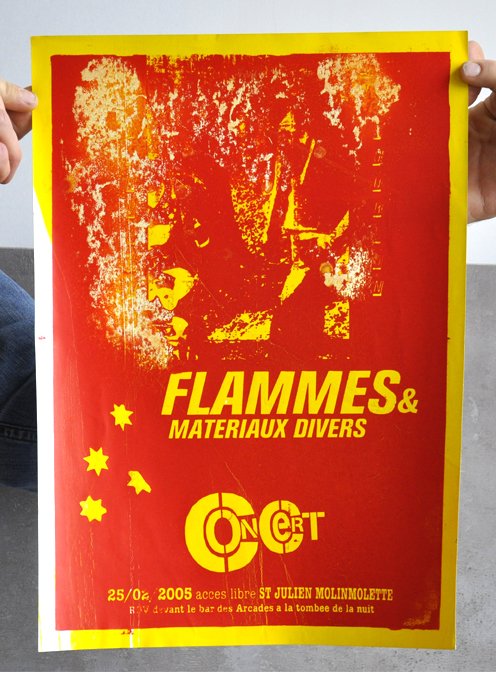 FLAMMES&
MATERIAUX DIVERS
CONCERT
25/02, 2005 acces libre ST JULIEN MOLINMOLETTE
RDV devant le bar des Arcades a la tombee de la nuit